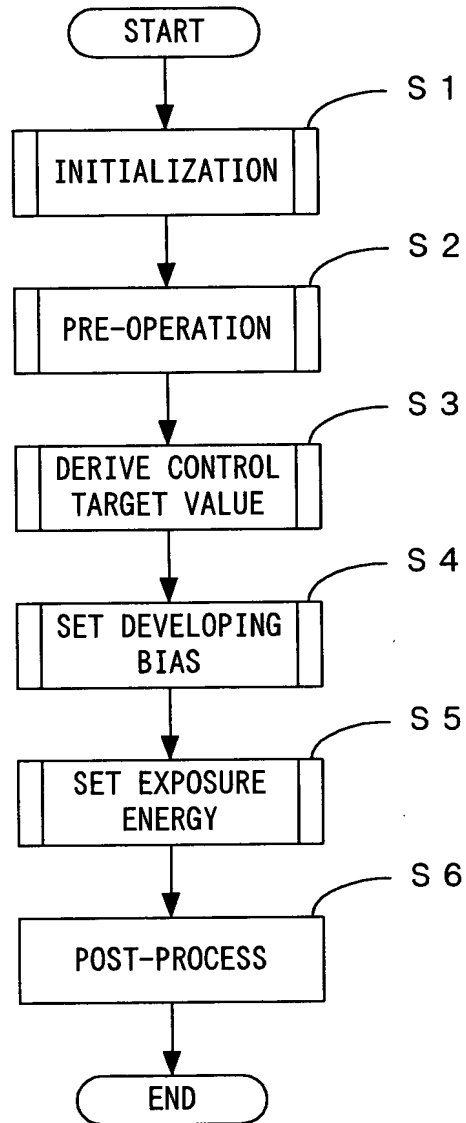 START
S 1
INITIALIZATION
S 2
PRE-OPERATION
S 3
DERIVE CONTROL
TARGET VALUE
S 4
SET DEVELOPING
BIAS
S 5
SET EXPOSURE
ENERGY
S 6
POST-PROCESS
END